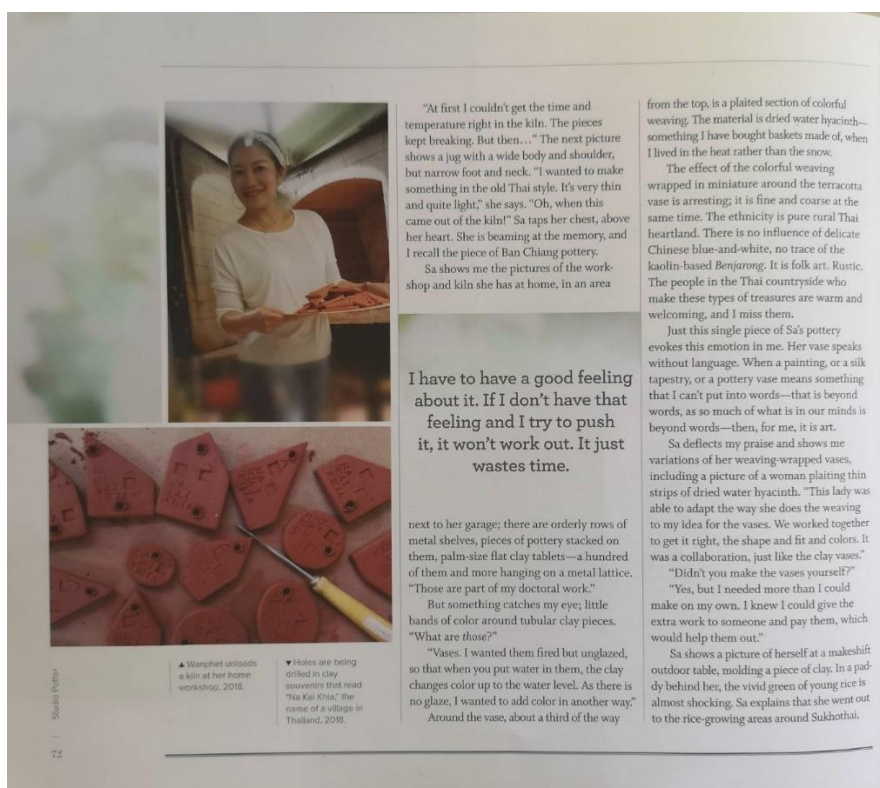 "At first I couldn't get the time and
temperature right in the kiln. The pieces
kept breaking. But then…" The next picture
shows a jug with a wide body and shoulder,
but narrow foot and neck. "I wanted to make
something in the old Thai style. It's very thin
and quite light," she says. "Oh, when this
came out of the kiln!" Sa taps her chest, above
her heart. She is beaming at the memory, and
I recall the piece of Ban Chiang pottery.
Sa shows me the pictures of the work-
shop and kiln she has at home, in an area
I have to have a good feeling
about it. If I don't have that
feeling and I try to push
it, it won't work out. It just
wastes time.
next to her garage; there are orderly rows of
metal shelves, pieces of pottery stacked on
them, palm-size flat clay tablets—a hundred
of them and more hanging on a metal lattice.
"Those are part of my doctoral work."
But something catches my eye; little
bands of color around tubular clay pieces.
"What are those?"
"Vases. I wanted them fired but unglazed,
so that when you put water in them, the clay
changes color up to the water level. As there is
no glaze, I wanted to add color in another way."
Around the vase, about a third of the way
from the top, is a plaited section of colorful
weaving. The material is dried water hyacinth—
something I have bought baskets made of, when
I lived in the heat rather than the snow.
The effect of the colorful weaving
wrapped in miniature around the terracotta
vase is arresting; it is fine and coarse at the
same time. The ethnicity is pure rural Thai
heartland. There is no influence of delicate
Chinese blue-and-white, no trace of the
kaolin-based Benjarong. It is folk art. Rustic.
The people in the Thai countryside who
make these types of treasures are warm and
welcoming, and I miss them.
Just this single piece of Sa's pottery
evokes this emotion in me. Her vase speaks
without language. When a painting, or a silk
tapestry, or a pottery vase means something
that I can't put into words—that is beyond
words, as so much of what is in our minds is
beyond words—then, for me, it is art.
Sa deflects my praise and shows me
variations of her weaving-wrapped vases,
including a picture of a woman plaiting thin
strips of dried water hyacinth. "This lady was
able to adapt the way she does the weaving
to my idea for the vases. We worked together
to get it right, the shape and fit and colors. It
was a collaboration, just like the clay vases."
"Didn't you make the vases yourself?"
"Yes, but I needed more than I could
make on my own. I knew I could give the
extra work to someone and pay them, which
would help them out."
Sa shows a picture of herself at a makeshift
outdoor table, molding a piece of clay. In a pad-
dy behind her, the vivid green of young rice is
almost shocking. Sa explains that she went out
to the rice-growing areas around Sukhothai,
▲ Wanphet unloads
a kiln at her home
workshop, 2018.
▼ Holes are being
drilled in clay
souvenirs that read
"Na Kai Khia," the
name of a village in
Thailand, 2018.
Studio Potter
72